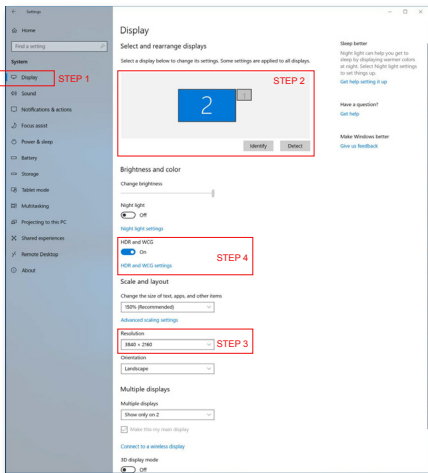 Settings
Home
Find a setting
System
Display
STEP 1
Sound
Notifications & actions
Focus assist
Power & sleep
Battery
Storage
Tablet mode
Multitasking
Projecting to this PC
Shared experiences
Remote Desktop
About
Display
Select and rearrange displays
Select a display below to change its settings. Some settings are applied to all displays.
STEP 2
2
1
Identify
Detect
Brightness and color
Change brightness
Night light
Off
Night light settings
HDR and WCG
On
STEP 4
HDR and WCG settings
Scale and layout
Change the size of text, apps, and other items
150% (Recommended)
Advanced scaling settings
Resolution
3840 × 2160
STEP 3
Orientation
Landscape
Multiple displays
Multiple displays
Show only on 2
Make this my main display
Connect to a wireless display
3D display mode
Off
Sleep better
Night light can help you get to
sleep by displaying warmer colors
at night. Select Night light settings
to set things up.
Get help setting it up
Have a question?
Get help
Make Windows better
Give us feedback